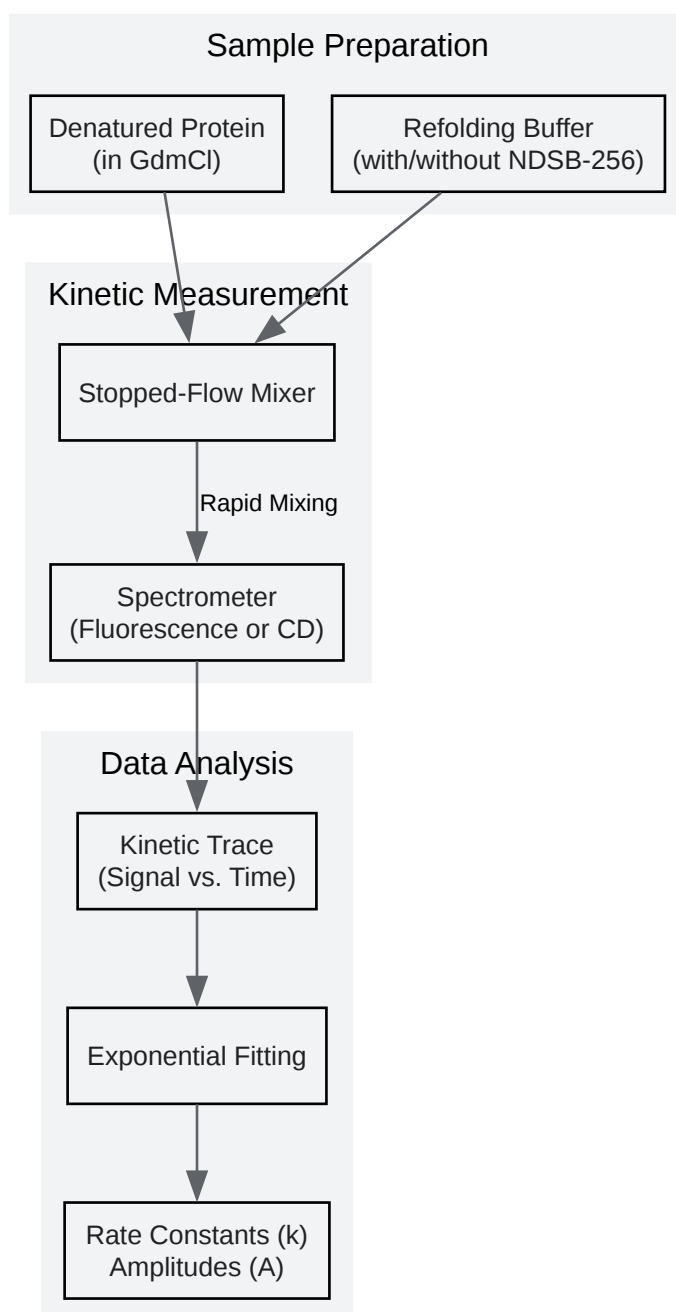 Sample Preparation
Denatured Protein
(in GdmCl)
Refolding Buffer
(with/without NDSB-256)
Kinetic Measurement
Stopped-Flow Mixer
Rapid Mixing
Spectrometer
(Fluorescence or CD)
Data Analysis
Kinetic Trace
(Signal vs. Time)
Exponential Fitting
Rate Constants (k)
Amplitudes (A)